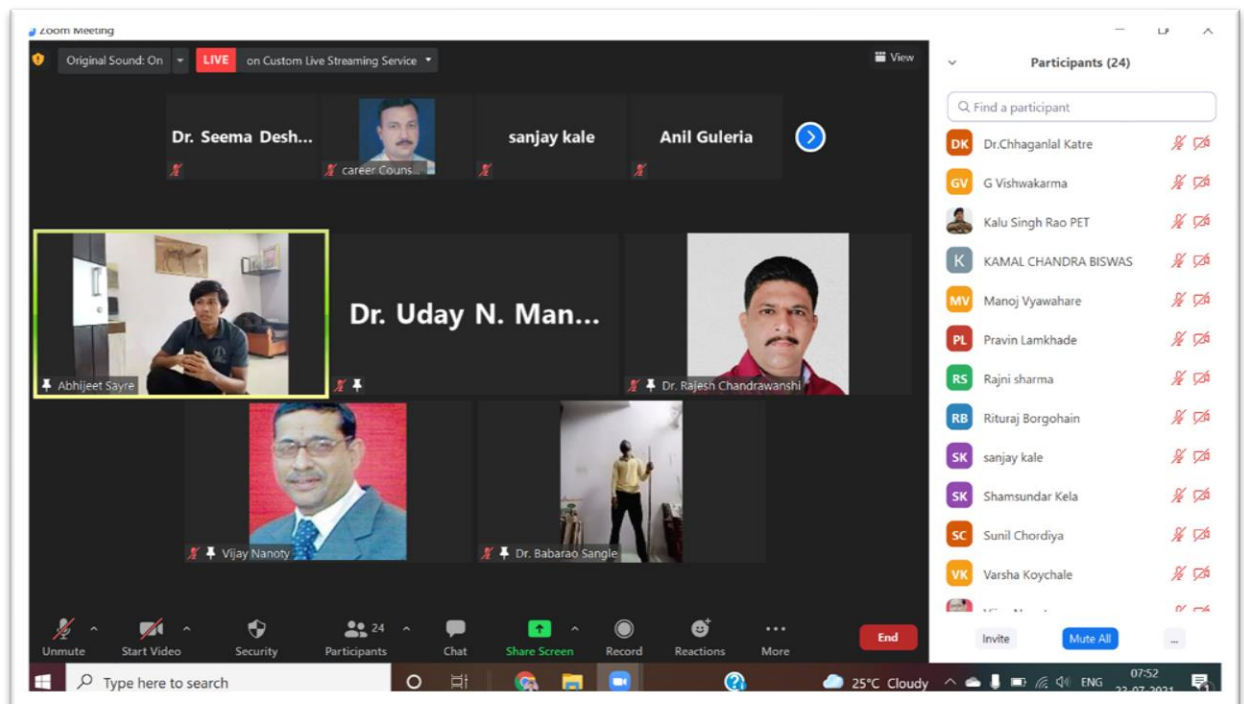 Zoom Meeting
Original Sound: On
LIVE on Custom Live Streaming Service
View
Dr. Seema Desh...
career Couns...
sanjay kale
Anil Guleria
Abhijeet Sayre
Dr. Uday N. Man...
Dr. Rajesh Chandrawanshi
Vijay Nanoty
Dr. Babarao Sangle
Unmute
Start Video
Security
24
Participants
Chat
Share Screen
Record
Reactions
More
End
Participants (24)
Find a participant
DK Dr.Chhaganlal Katre
GV G Vishwakarma
Kalu Singh Rao PET
K KAMAL CHANDRA BISWAS
MV Manoj Vyawahare
PL Pravin Lamkhade
RS Rajni sharma
RB Rituraj Borgohain
SK sanjay kale
SK Shamsundar Kela
SC Sunil Chordiya
VK Varsha Koychale
Invite
Mute All
...
Type here to search
25°C Cloudy
ENG
07:52
23-07-2021
1